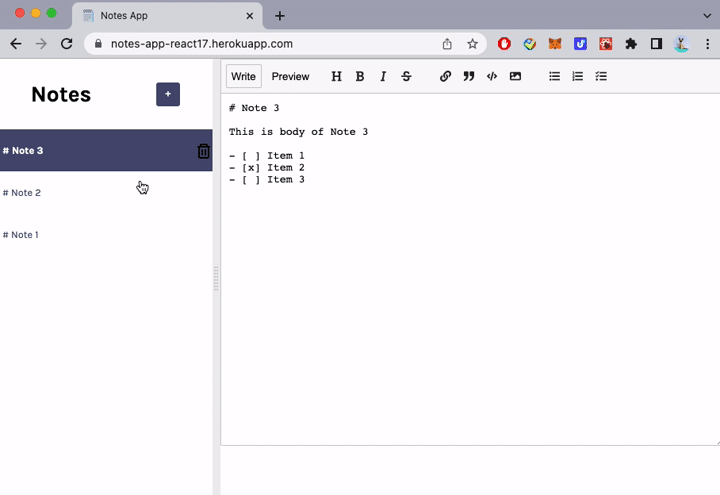 Notes App
notes-app-react17.herokuapp.com
Notes
+
Write Preview H B I S
# Note 3
# Note 2
# Note 1
# Note 3
This is body of Note 3
- [ ] Item 1
- [x] Item 2
- [ ] Item 3